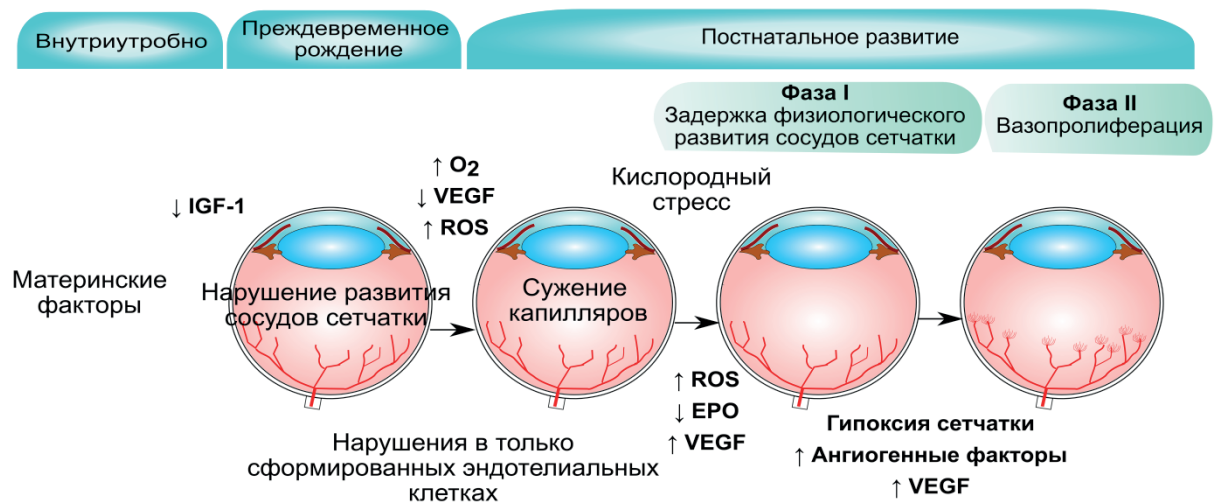 Внутриутробно
Преждевременное
рождение
Постнатальное развитие
Фаза I
Задержка физиологического
развития сосудов сетчатки
Фаза II
Вазопролиферация
↓ IGF-1
↑ O2
↓ VEGF
↑ ROS
Кислородный
стресс
Материнские
факторы
Нарушение развития
сосудов сетчатки
Сужение
капилляров
↑ ROS
↓ EPO
↑ VEGF
Нарушения в только
сформированных эндотелиальных
клетках
Гипоксия сетчатки
↑ Ангиогенные факторы
↑ VEGF